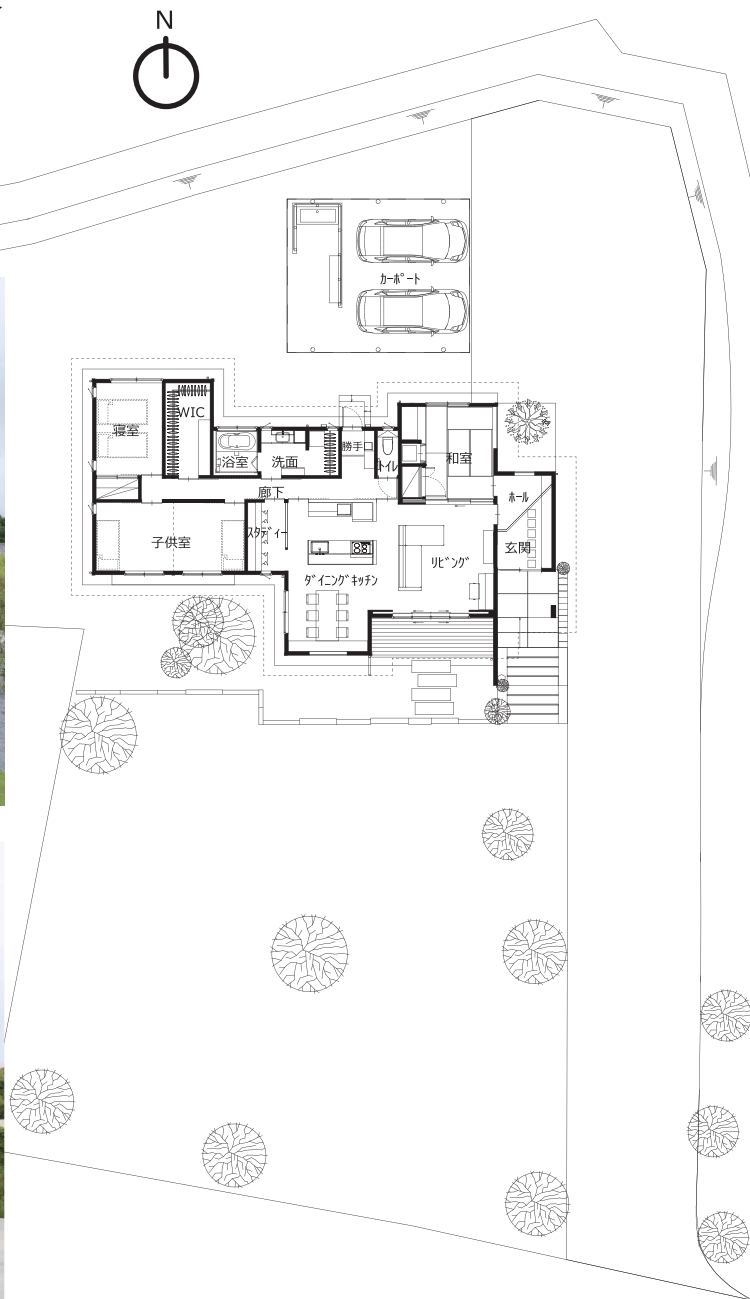 N
カーポート
寝室
WIC
浴室
洗面
勝手
トイレ
和室
廊下
ホール
スタディー
子供室
玄関
リビング
ダイニングキッチン